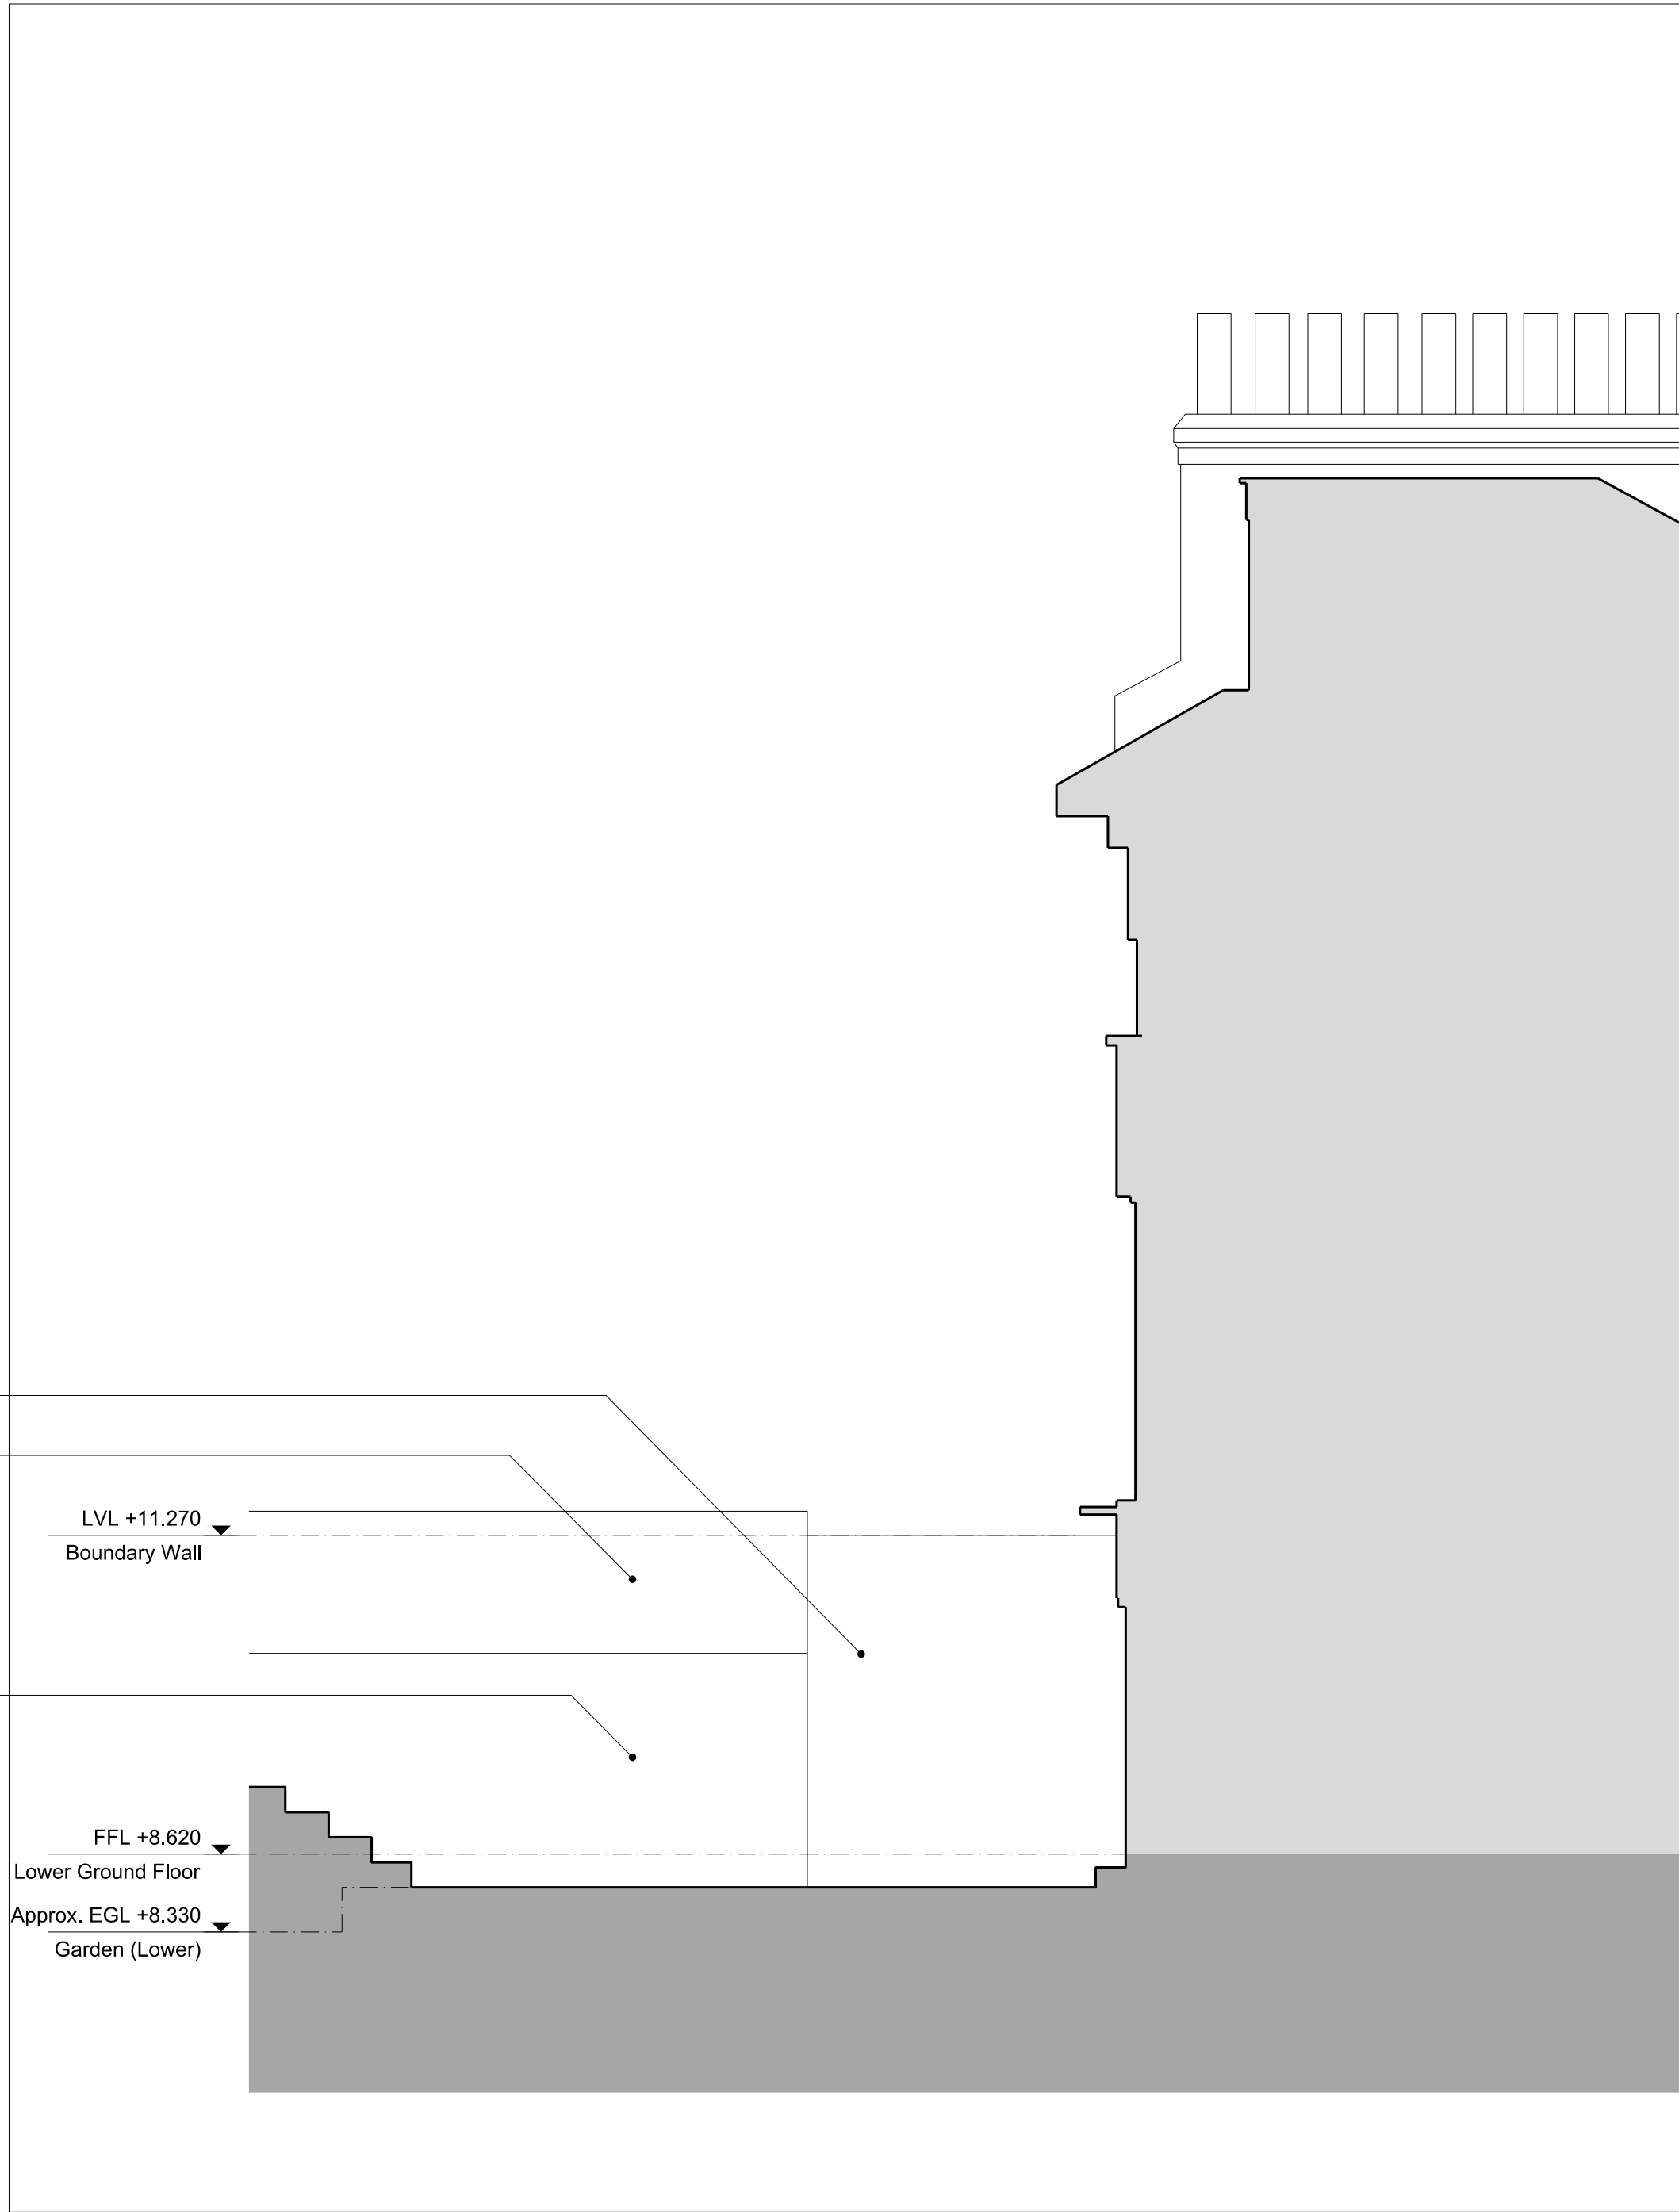 LVL +11.270
Boundary Wall
FFL +8.620
Lower Ground Floor
Approx. EGL +8.330
Garden (Lower)